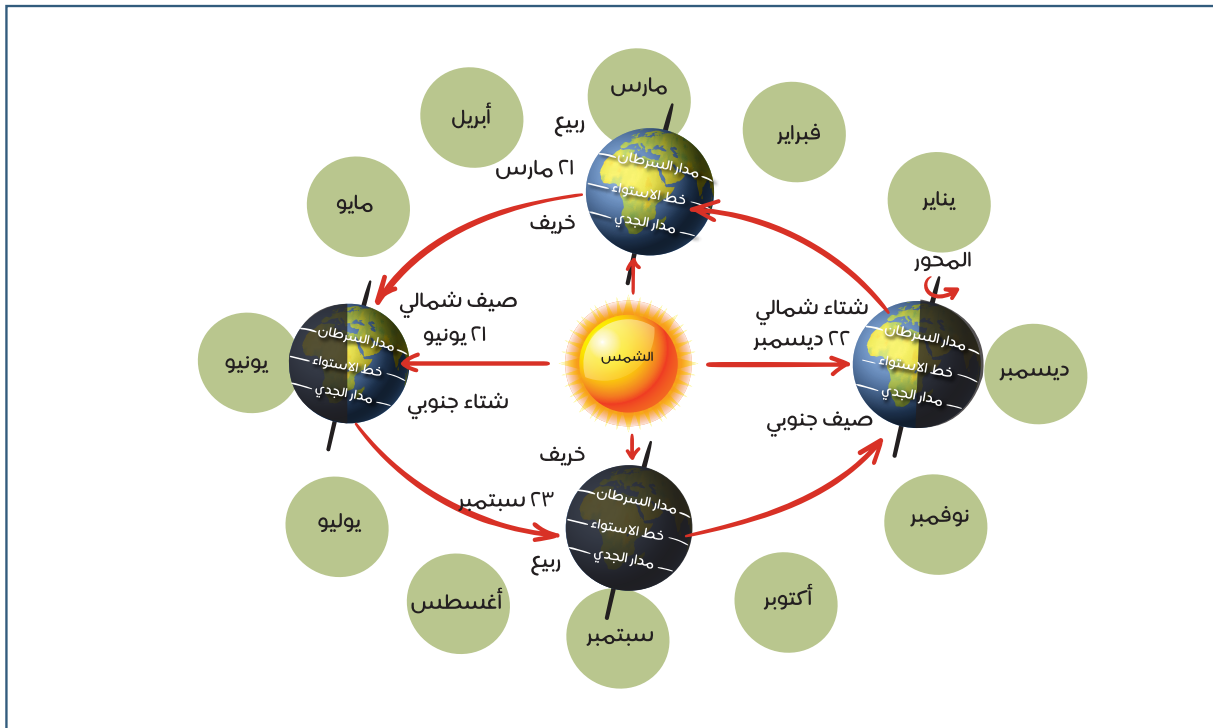 مارس
أبريل
فبراير
ربيع
٢١ مارس
خريف
مدار السرطان
خط الاستواء
مدار الجدي
مايو
يناير
المحور
صيف شمالي
٢١ يونيو
شتاء جنوبي
مدار السرطان
خط الاستواء
مدار الجدي
يونيو
الشمس
شتاء شمالي
٢٢ ديسمبر
صيف جنوبي
مدار السرطان
خط الاستواء
مدار الجدي
ديسمبر
خريف
٢٣ سبتمبر
ربيع
مدار السرطان
خط الاستواء
مدار الجدي
يوليو
نوفمبر
أغسطس
أكتوبر
سبتمبر